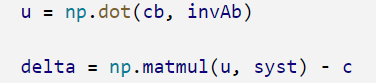 u = np.dot(cb, invAb)
delta = np.matmul(u, syst) - c